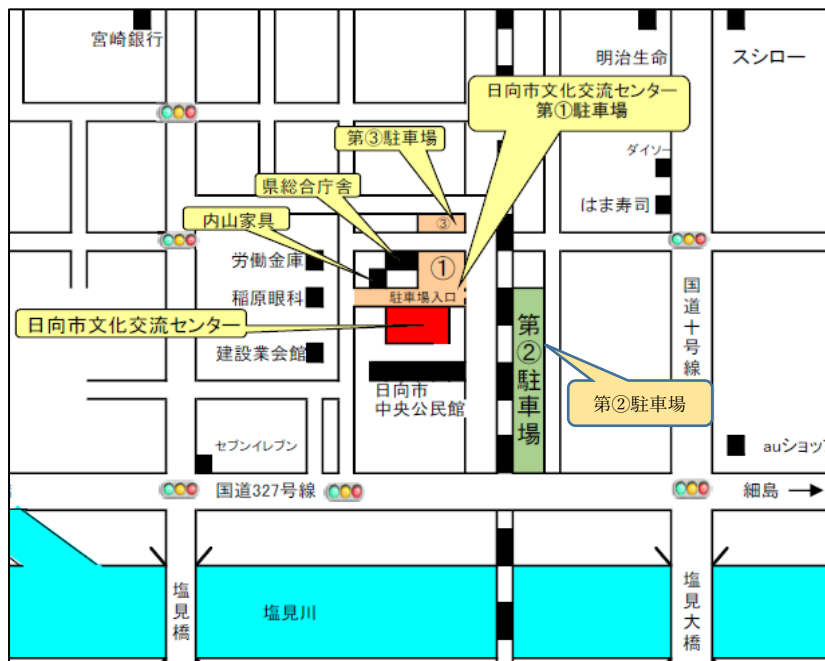 宮崎銀行
明治生命
スシロー
日向市文化交流センター
第①駐車場
第③駐車場
ダイソー
県総合庁舎
はま寿司
内山家具
③
労働金庫
①
稲原眼科
駐車場入口
国道十号線
日向市文化交流センター
第②駐車場
建設業会館
日向市
中央公民館
第②駐車場
セブンイレブン
auショップ
国道327号線
細島
塩見橋
塩見川
塩見大橋